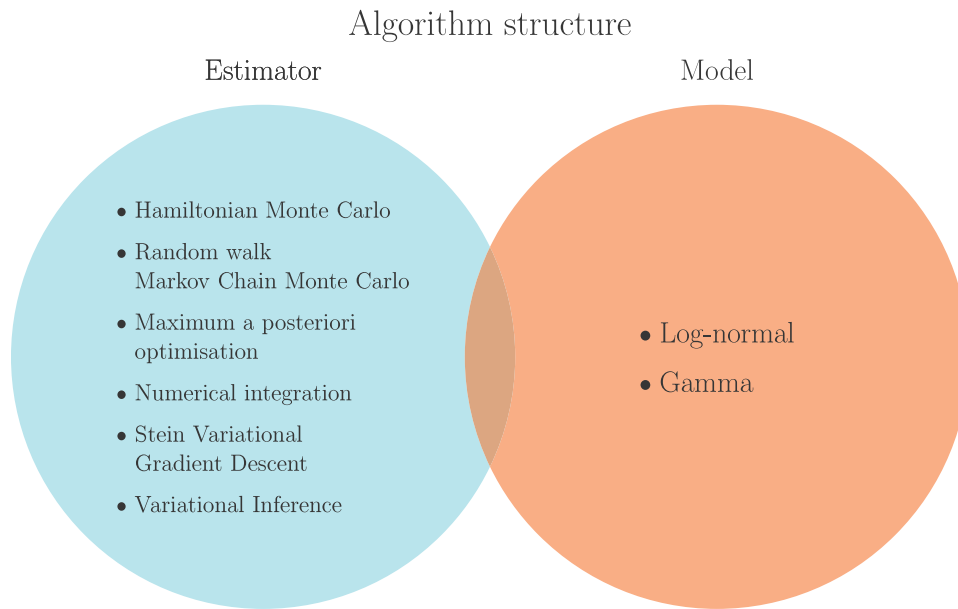 Algorithm structure
Estimator
Model
• Hamiltonian Monte Carlo
• Random walk
Markov Chain Monte Carlo
• Maximum a posteriori
optimisation
• Numerical integration
• Stein Variational
Gradient Descent
• Variational Inference
• Log-normal
• Gamma